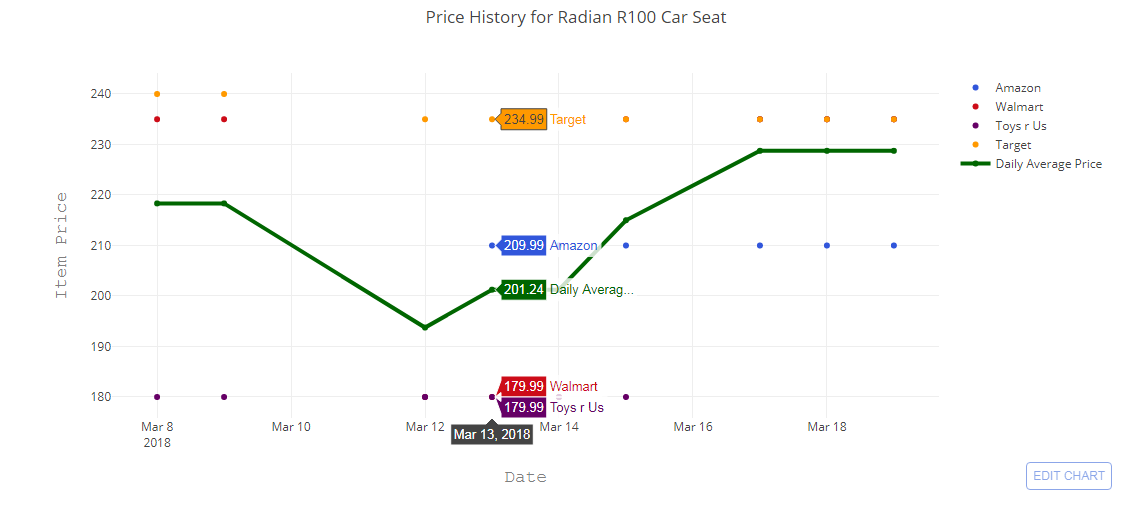 Price History for Radian R100 Car Seat
Item Price
240
230
220
210
200
190
180
234.99 Target
209.99 Amazon
201.24 Daily Averag...
179.99 Walmart
179.99 Toys r Us
Mar 13, 2018
Mar 8
2018
Mar 10
Mar 12
Mar 14
Mar 16
Mar 18
Date
Amazon
Walmart
Toys r Us
Target
Daily Average Price
EDIT CHART